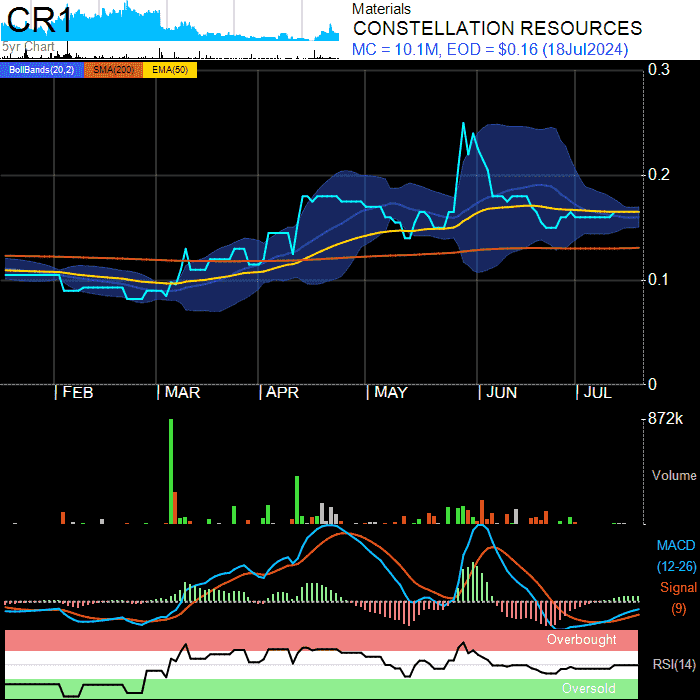 CR1
5yr Chart
Materials
CONSTELLATION RESOURCES
MC = 10.1M, EOD = $0.16 (18Jul2024)
BollBands(20,2) SMA(200) EMA(50)
0.3
0.2
0.1
0
FEB MAR APR MAY JUN JUL
872k
Volume
MACD
(12-26)
Signal
(9)
Overbought
RSI(14)
Oversold